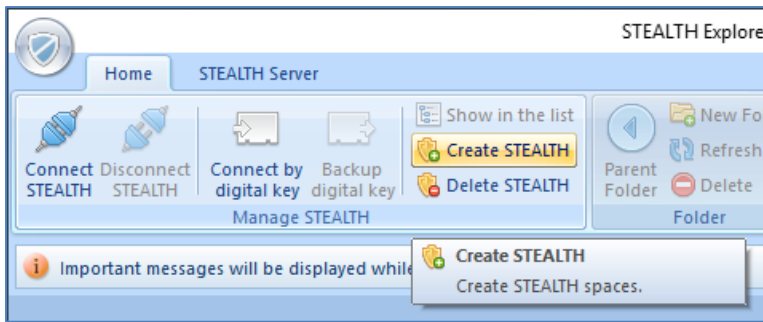 STEALTH Explore
Home STEALTH Server
Connect STEALTH
Disconnect STEALTH
Connect by digital key
Backup digital key
Show in the list
Create STEALTH
Delete STEALTH
Manage STEALTH
Parent Folder
New Fo
Refresh
Delete
Folder
Important messages will be displayed while
Create STEALTH
Create STEALTH spaces.